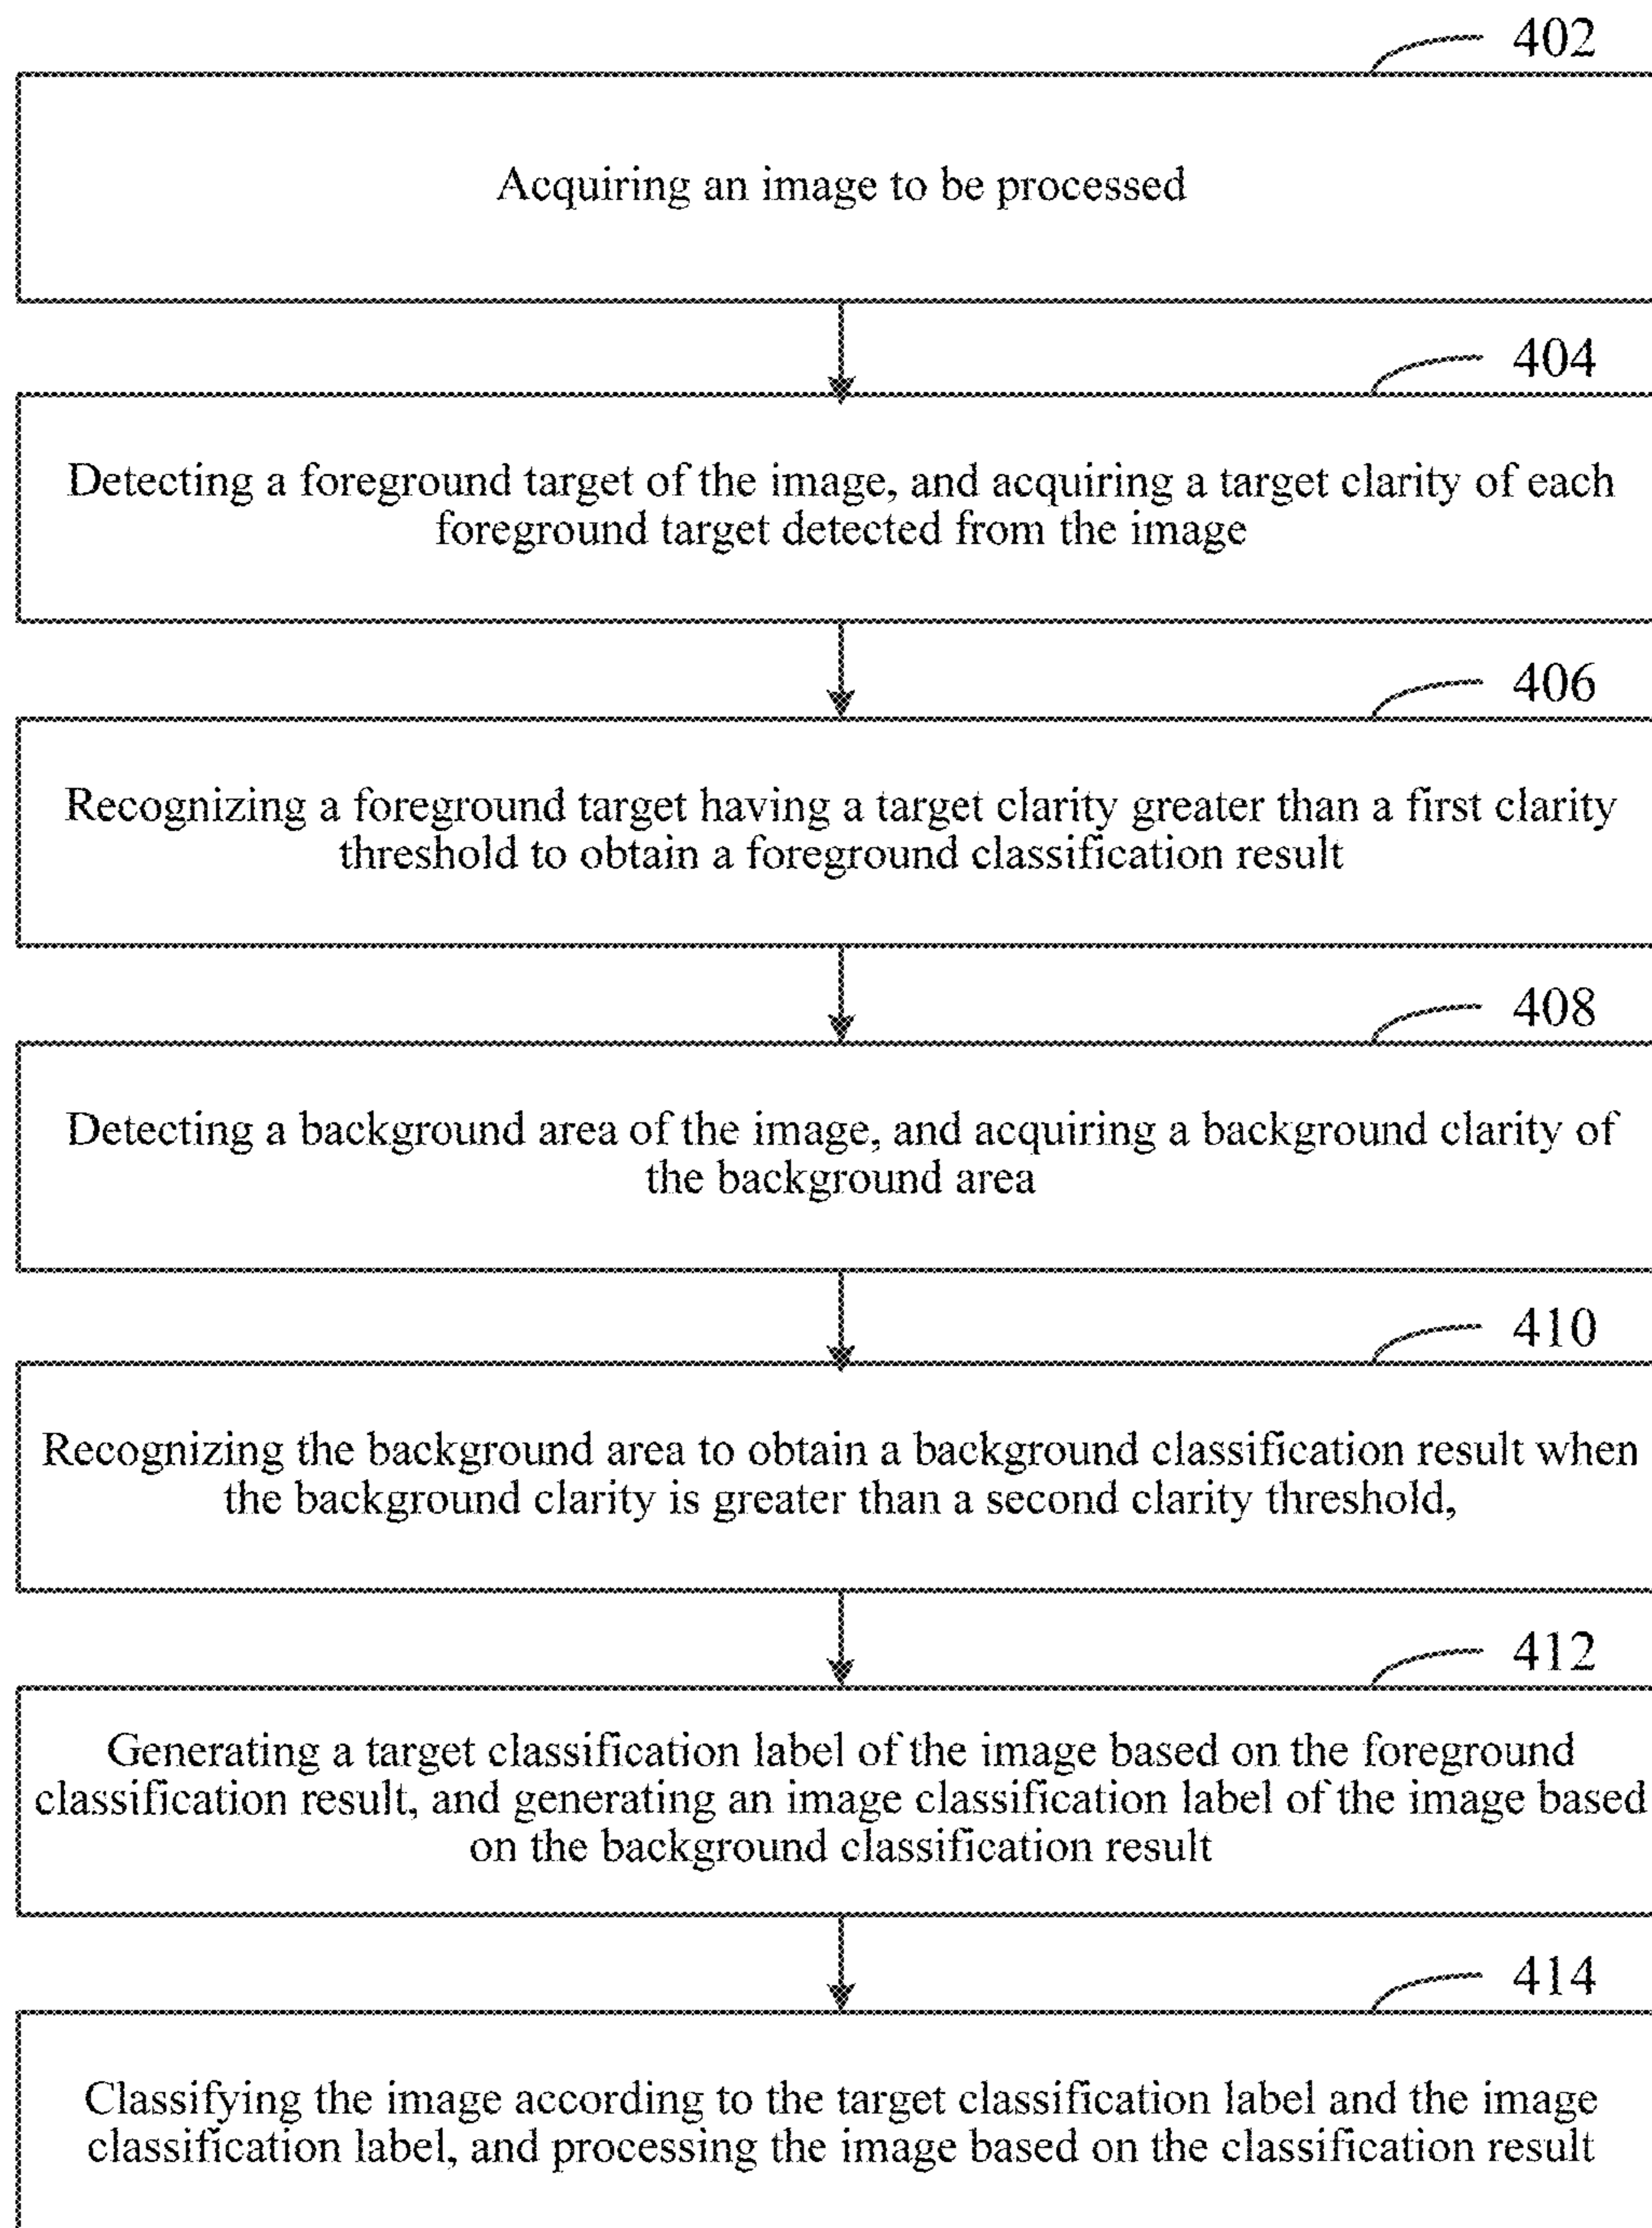 402
Acquiring an image to be processed
404
Detecting a foreground target of the image, and acquiring a target clarity of each
foreground target detected from the image
406
Recognizing a foreground target having a target clarity greater than a first clarity
threshold to obtain a foreground classification result
408
Detecting a background area of the image, and acquiring a background clarity of
the background area
410
Recognizing the background area to obtain a background classification result when
the background clarity is greater than a second clarity threshold,
412
Generating a target classification label of the image based on the foreground
classification result, and generating an image classification label of the image based
on the background classification result
414
Classifying the image according to the target classification label and the image
classification label, and processing the image based on the classification result